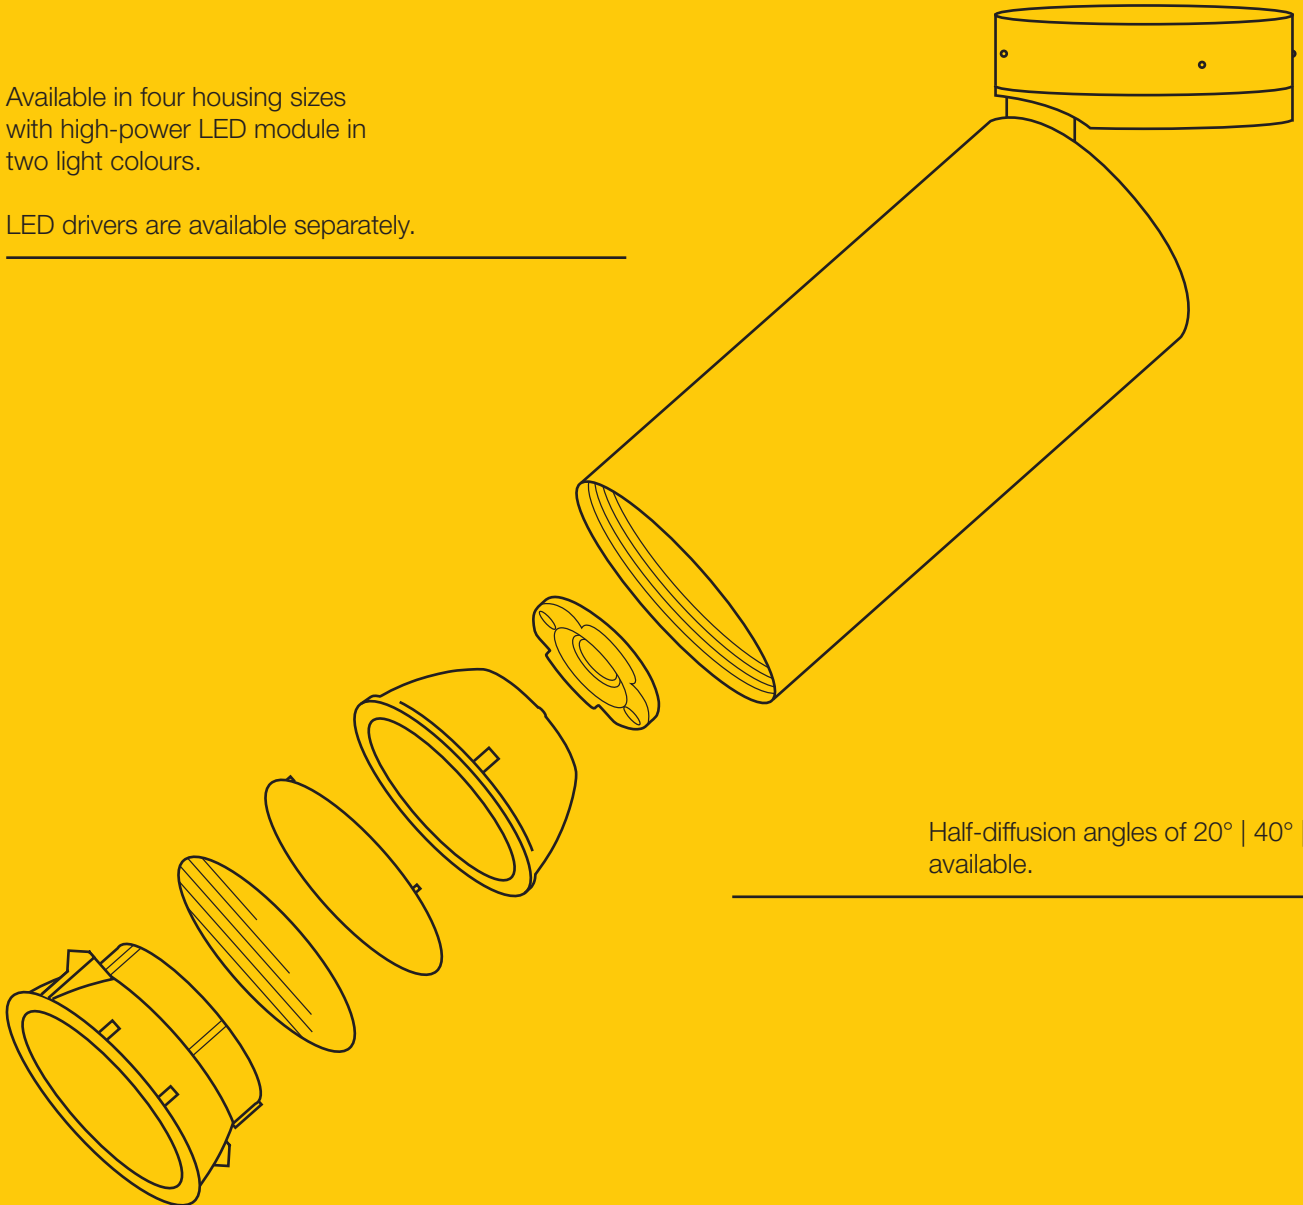 Available in four housing sizes
with high-power LED module in
two light colours.
LED drivers are available separately.
Half-diffusion angles of 20° | 40° |
available.